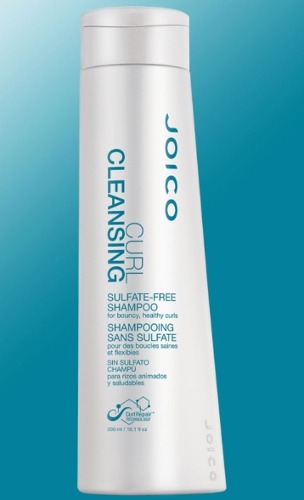 JOICO
CURL
CLEANSING
SULFATE-FREE
SHAMPOO
for bouncy, healthy curls
SHAMPOOING
SANS SULFATE
pour des boucles saines
et flexibles
SIN SULFATO
CHAMPÚ
para rizos animados
y saludables
CurlRepair
TECHNOLOGY
300 ml / 10.1 fl oz
JOICO